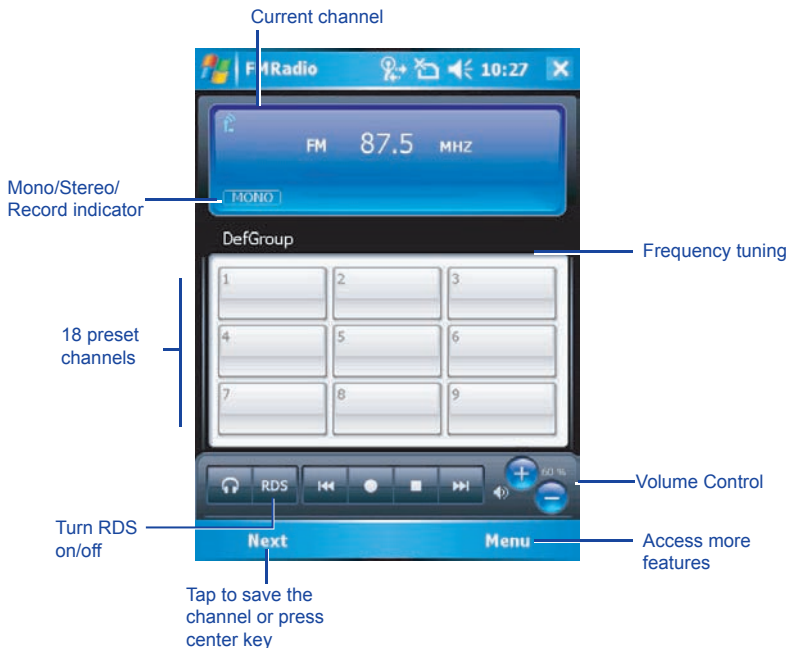 Current channel
FMRadio 10:27
FM 87.5 MHZ
Mono/Stereo/
Record indicator
MONO
DefGroup
Frequency tuning
1 2 3
18 preset
channels
4 5 6
7 8 9
RDS
60 %
Volume Control
Turn RDS
on/off
Next
Menu
Access more
features
Tap to save the
channel or press
center key